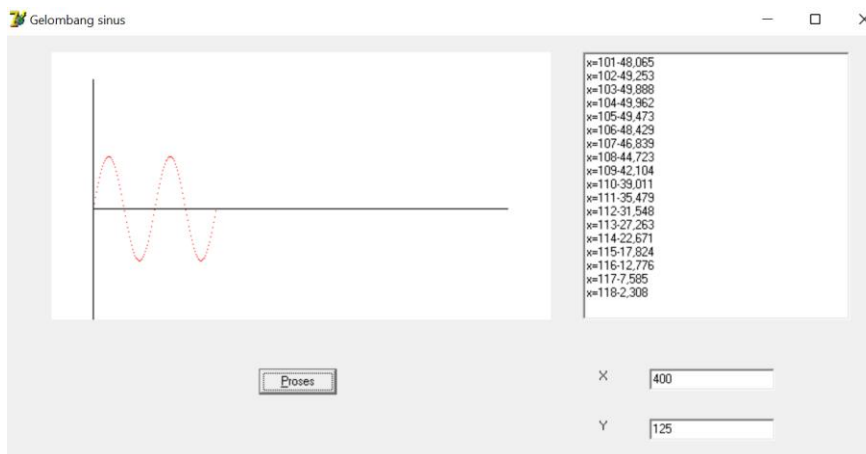 Gelombang sinus
x=101-48,065
x=102-49,253
x=103-49,888
x=104-49,962
x=105-49,473
x=106-48,429
x=107-46,839
x=108-44,723
x=109-42,104
x=110-39,011
x=111-35,479
x=112-31,548
x=113-27,263
x=114-22,671
x=115-17,824
x=116-12,776
x=117-7,585
x=118-2,308
Proses
X 400
Y 125